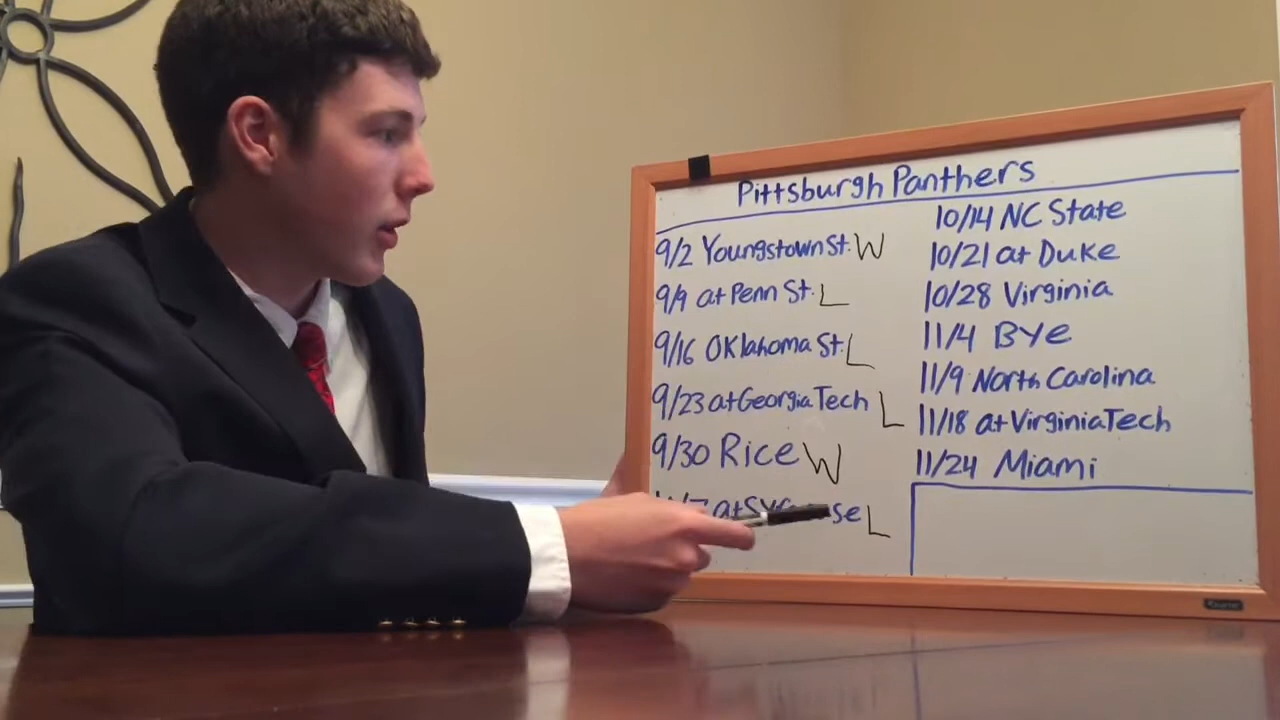 Pittsburgh Panthers
9/2 Youngstown St. W
9/9 at Penn St. L
9/16 Oklahoma St. L
9/23 at Georgia Tech L
9/30 Rice W
at L
10/14 NC State
10/21 at Duke
10/28 Virginia
11/4 Bye
11/9 North Carolina
11/18 at Virginia Tech
11/24 Miami